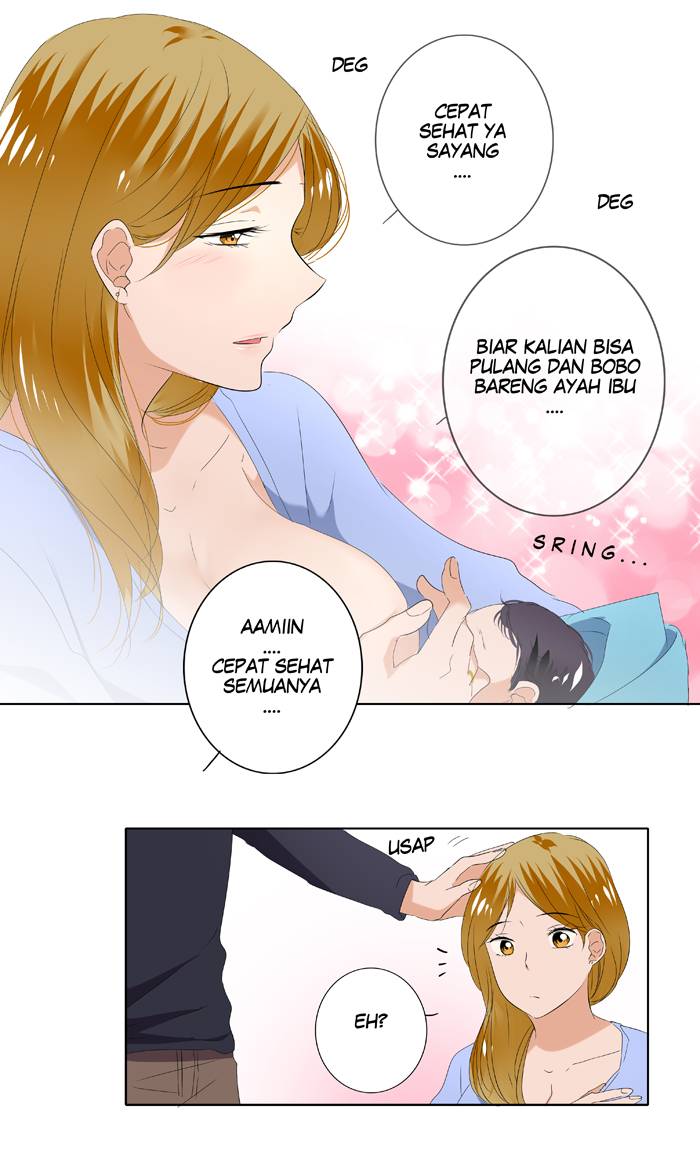 DEG
CEPAT
SEHAT YA
SAYANG
....
DEG
BIAR KALIAN BISA
PULANG DAN BOBO
BARENG AYAH IBU
....
SRING...
AAMIIN
....
CEPAT SEHAT
SEMUANYA
....
USAP
EH?